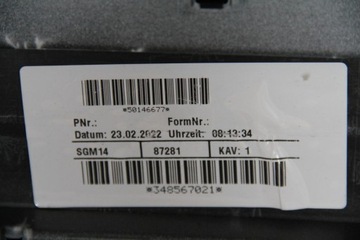 *50146677*
PNr.: FormNr.:
Datum: 23.02.2022 Uhrzeit: 08:13:34
SGM14 87281 KAV: 1
*348567021*